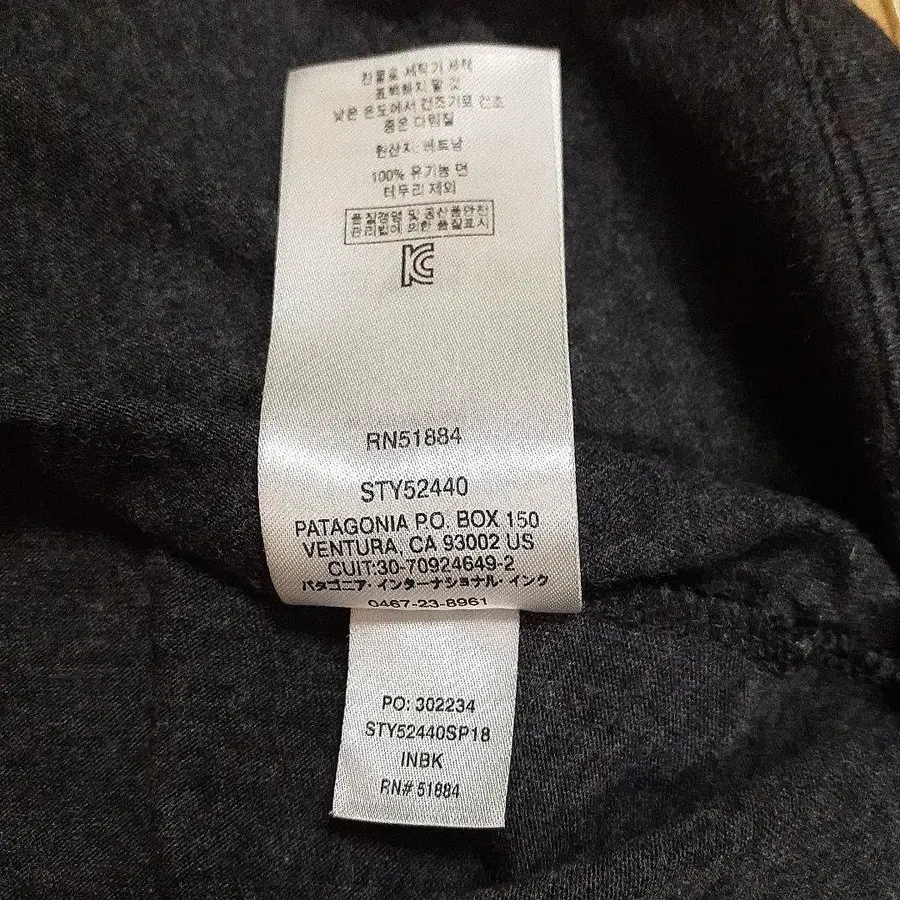 찬물로 세탁기 세탁
표백하지 말 것
낮은 온도에서 건조기로 건조
중온 다림질
원산지: 베트남
100% 유기농 면
테두리 제외
품질경영 및 공산품안전
관리법에 의한 품질표시
RN51884
STY52440
PATAGONIA P.O. BOX 150
VENTURA, CA 93002 US
CUIT:30-70924649-2
パタゴニア・インターナショナル・インク
0467-23-8961
PO: 302234
STY52440SP18
INBK
RN# 51884